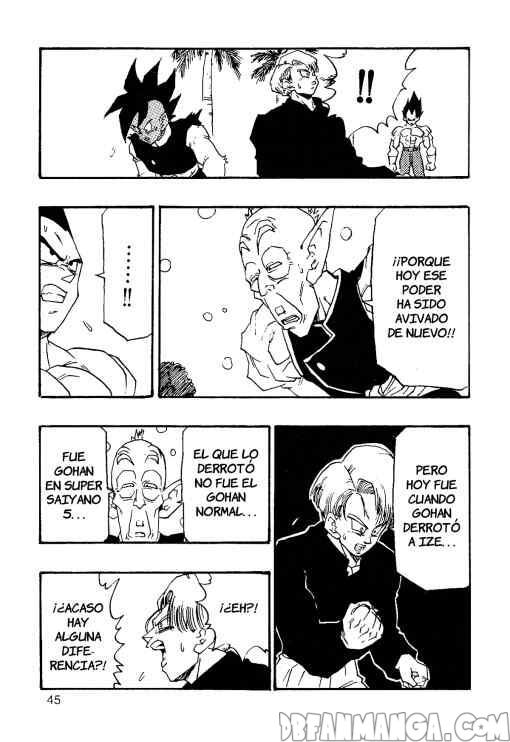 !!
¡¡PORQUE
HOY ESE
PODER
HA SIDO
AVIVADO
DE NUEVO!!
......!!
PERO
HOY FUE
CUANDO
GOHAN
DERROTÓ
A IZE...
EL QUE LO
DERROTÓ
NO FUE EL
GOHAN
NORMAL...
FUE
GOHAN
EN SUPER
SAIYANO
5...
¡¿EH?!
¡¿ACASO
HAY
ALGUNA
DIFE-
RENCIA?!
45
DBFANMANGA.COM